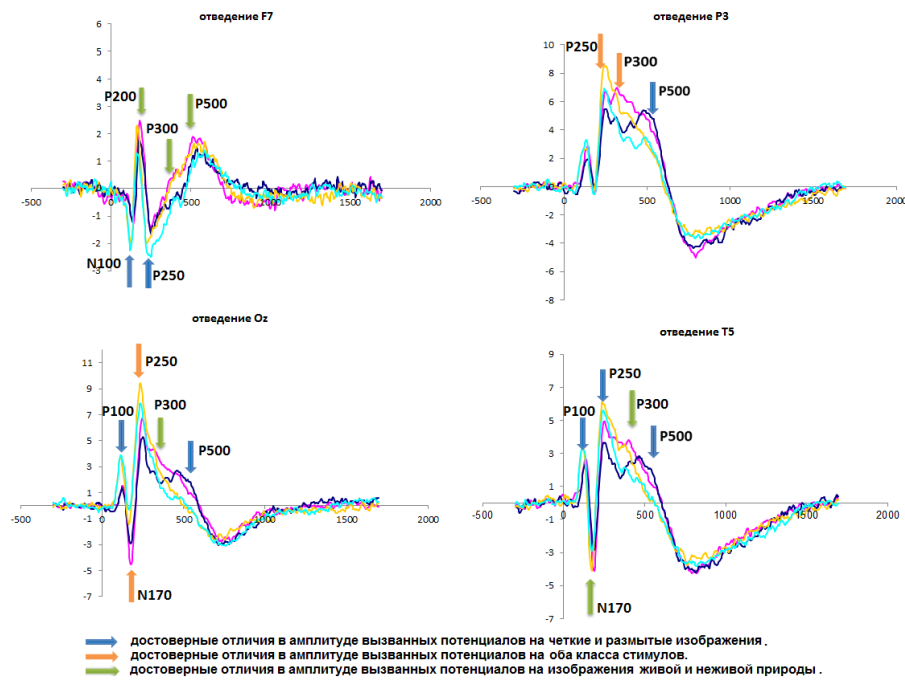 отведение F7
6
5
4
3
2
1
0
-1
-2
-3
-500
0
500
1000
1500
2000
P200
P300
P500
N100
P250
отведение P3
10
8
6
4
2
0
-2
-4
-6
-8
-500
0
500
1000
1500
2000
P250
P300
P500
отведение Oz
11
9
7
5
3
1
-1
-3
-5
-7
-500
0
500
1000
1500
2000
P250
P100
P300
P500
N170
отведение T5
9
6
3
0
-3
-6
-500
0
500
1000
1500
2000
P250
P100
P300
P500
N170
достоверные отличия в амплитуде вызванных потенциалов на четкие и размытые изображения .
достоверные отличия в амплитуде вызванных потенциалов на оба класса стимулов.
достоверные отличия в амплитуде вызванных потенциалов на изображения живой и неживой природы .